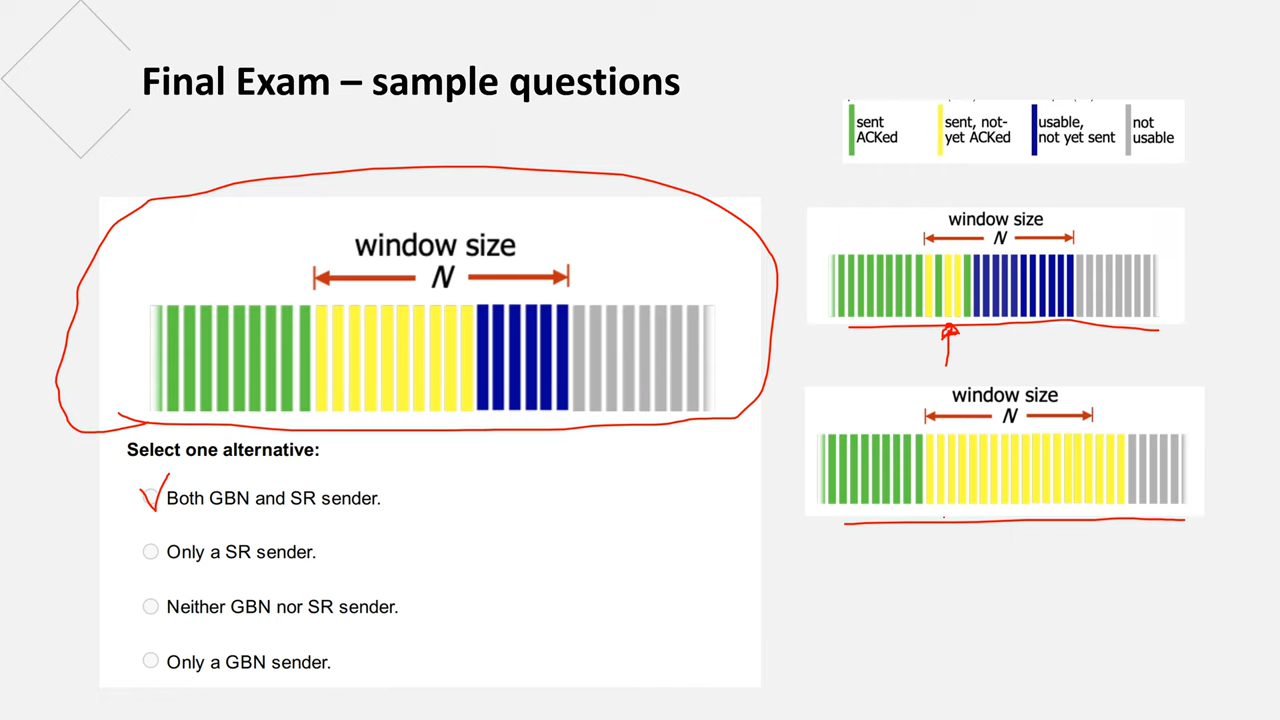 Final Exam – sample questions
sent
ACKed
sent, not-
yet ACKed
usable,
not yet sent
not
usable
window size
N
window size
N
window size
N
Select one alternative:
Both GBN and SR sender.
Only a SR sender.
Neither GBN nor SR sender.
Only a GBN sender.